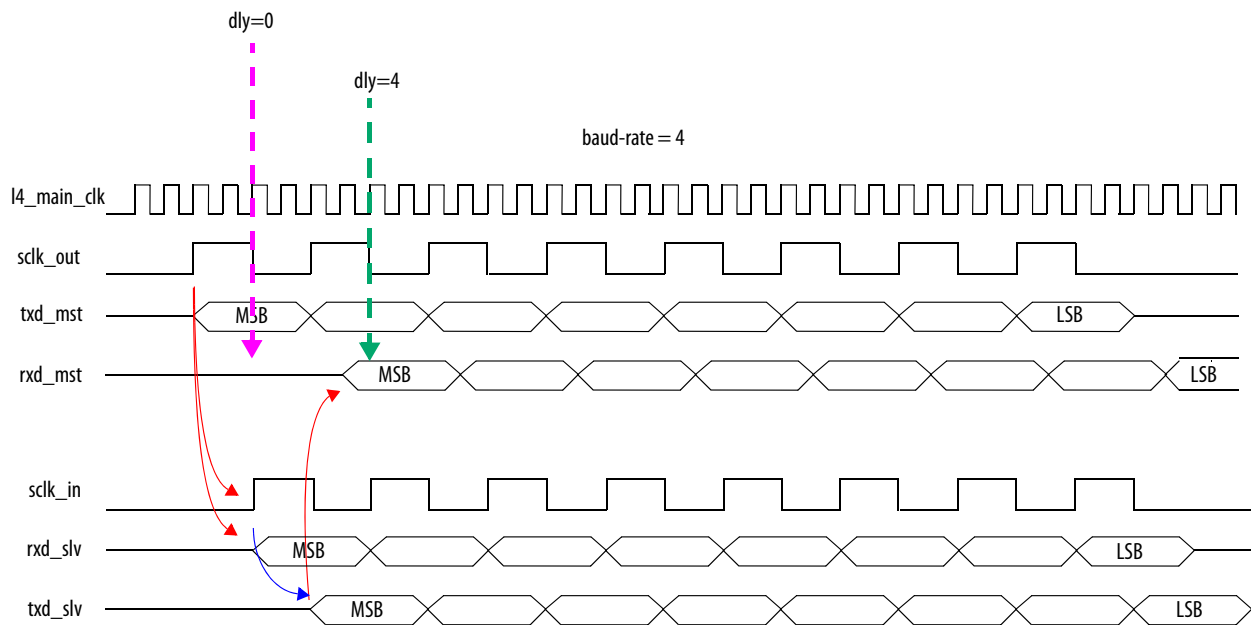 dly=0
dly=4
baud-rate = 4
l4_main_clk
sclk_out
txd_mst MSB LSB
rxd_mst MSB LSB
sclk_in
rxd_slv MSB LSB
txd_slv MSB LSB